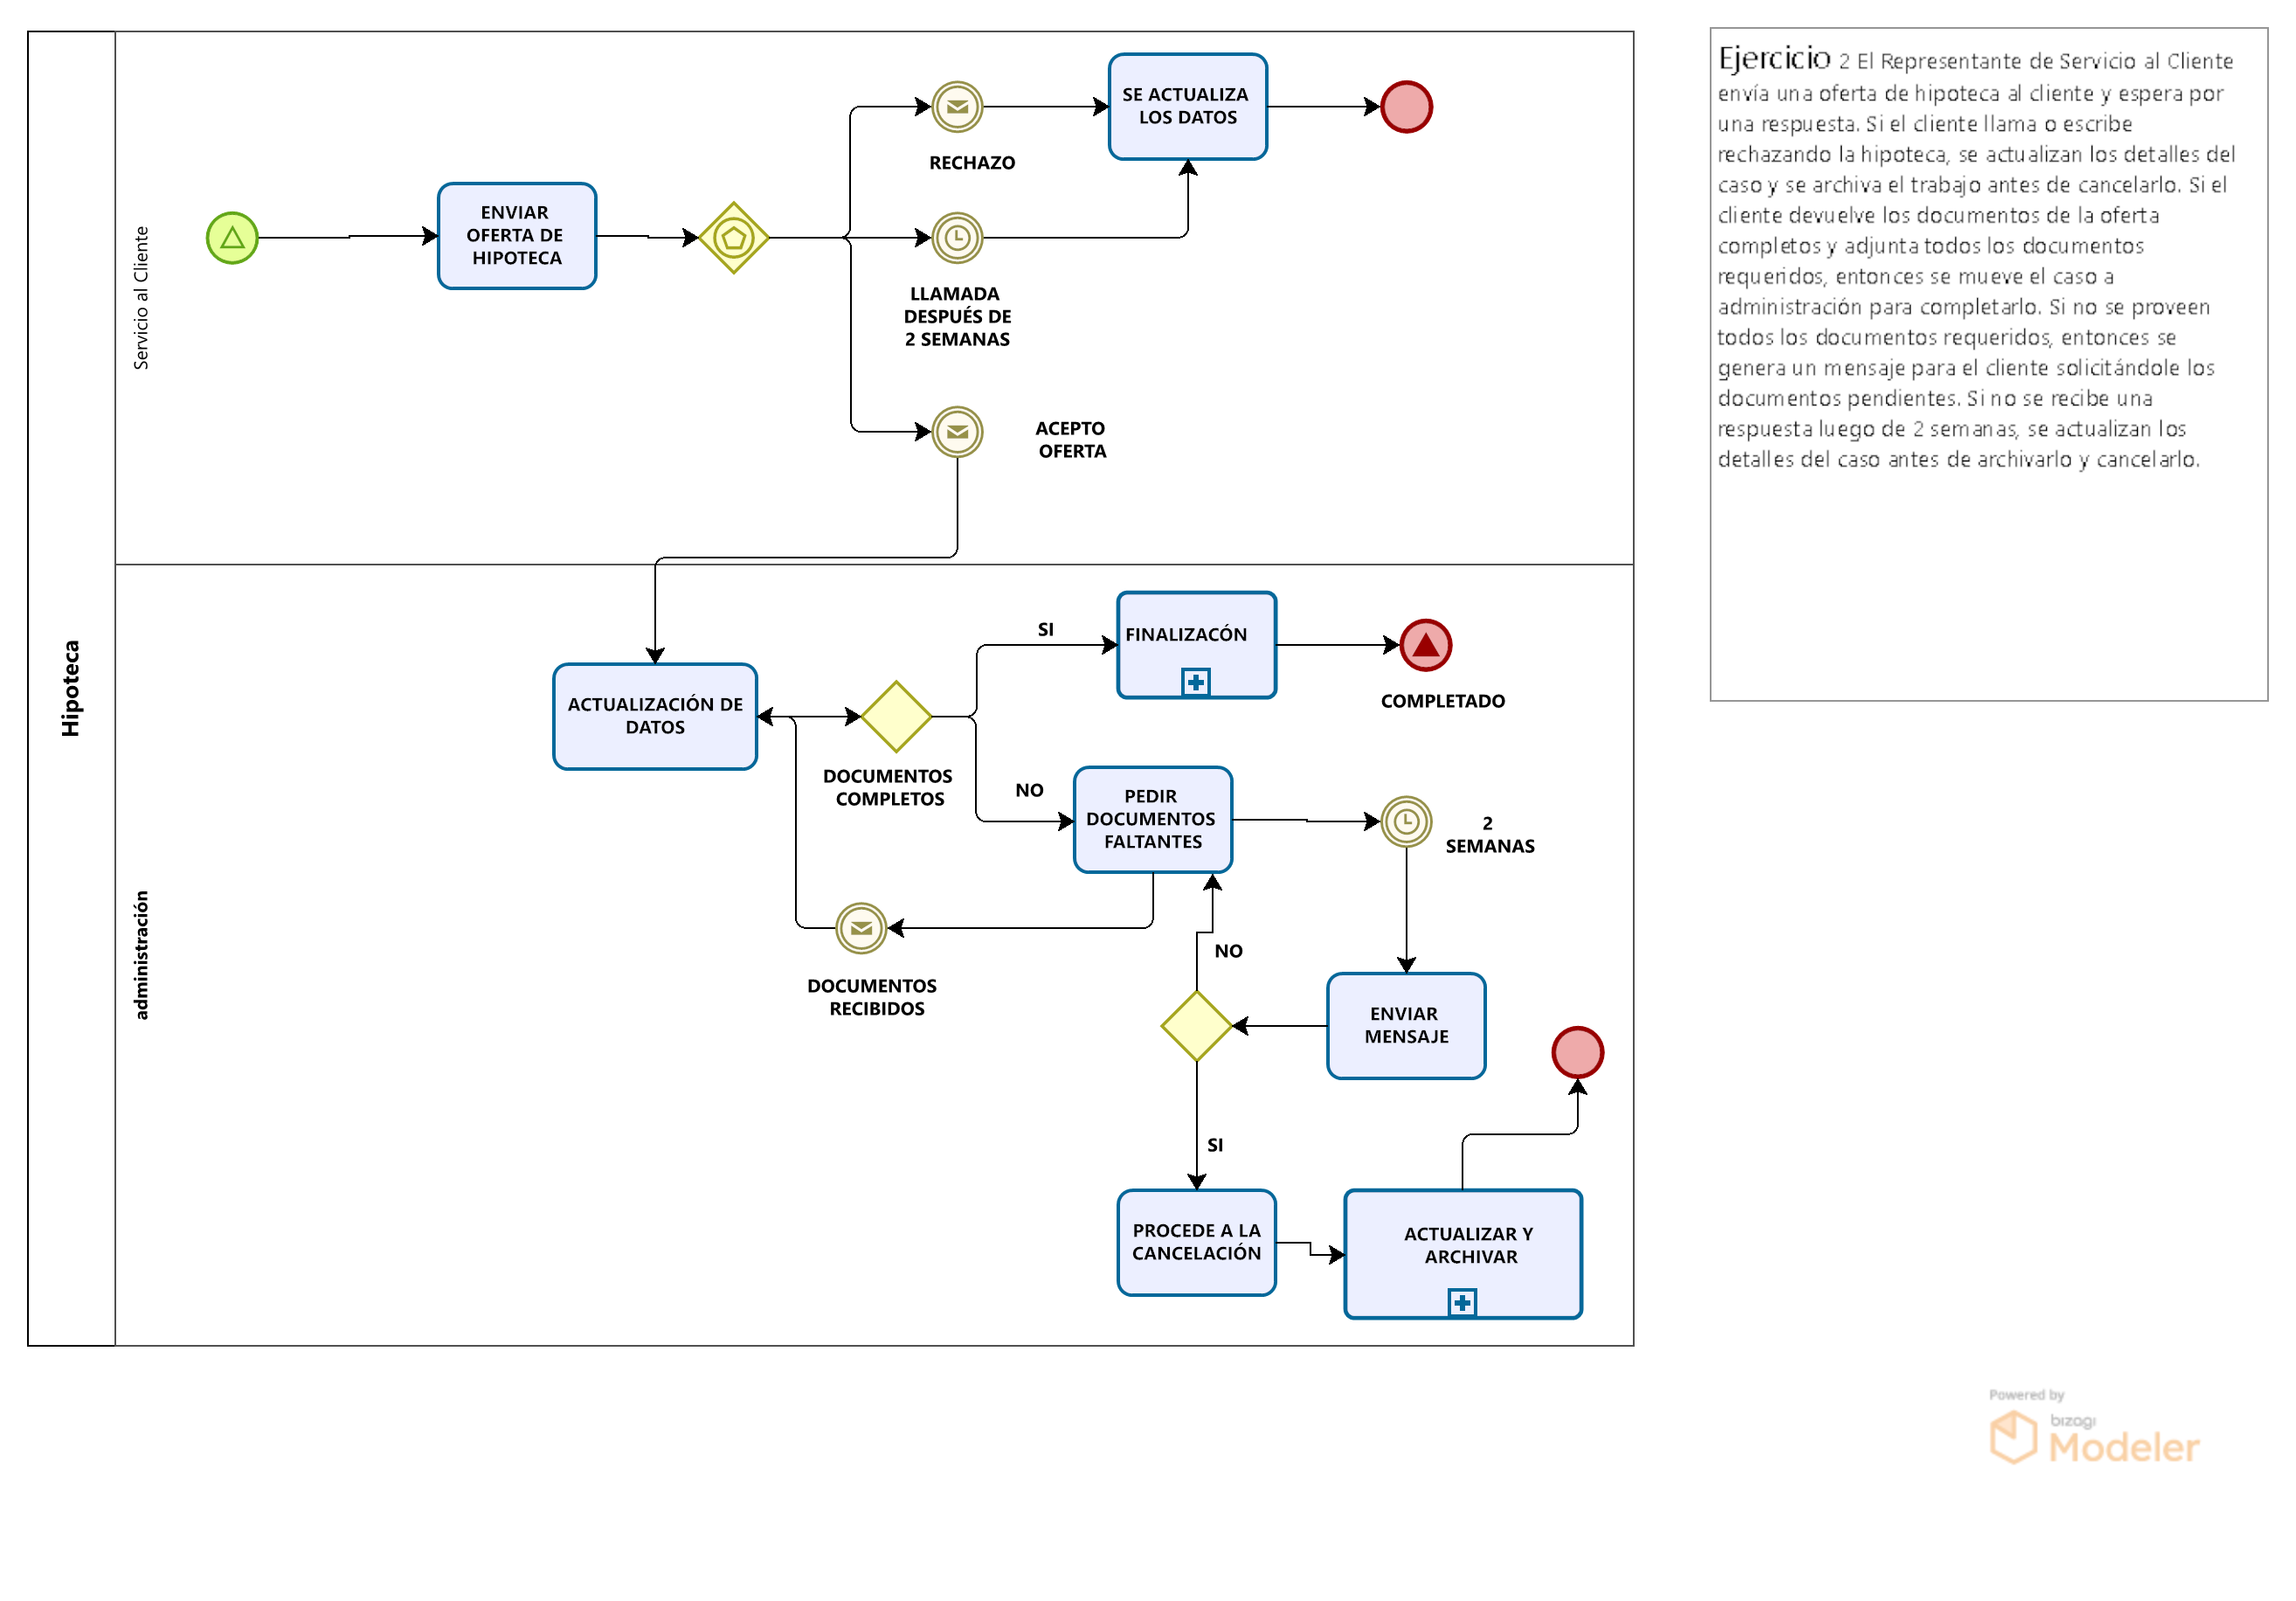 Hipoteca
Servicio al Cliente
ENVIAR
OFERTA DE
HIPOTECA
RECHAZO
SE ACTUALIZA
LOS DATOS
LLAMADA
DESPUÉS DE
2 SEMANAS
ACEPTO
OFERTA
administración
ACTUALIZACIÓN DE
DATOS
DOCUMENTOS
COMPLETOS
SI
FINALIZACÓN
COMPLETADO
NO
PEDIR
DOCUMENTOS
FALTANTES
2
SEMANAS
DOCUMENTOS
RECIBIDOS
NO
ENVIAR
MENSAJE
SI
PROCEDE A LA
CANCELACIÓN
ACTUALIZAR Y
ARCHIVAR
Ejercicio 2 El Representante de Servicio al Cliente
envía una oferta de hipoteca al cliente y espera por
una respuesta. Si el cliente llama o escribe
rechazando la hipoteca, se actualizan los detalles del
caso y se archiva el trabajo antes de cancelarlo. Si el
cliente devuelve los documentos de la oferta
completos y adjunta todos los documentos
requeridos, entonces se mueve el caso a
administración para completarlo. Si no se proveen
todos los documentos requeridos, entonces se
genera un mensaje para el cliente solicitándole los
documentos pendientes. Si no se recibe una
respuesta luego de 2 semanas, se actualizan los
detalles del caso antes de archivarlo y cancelarlo.
Powered by
bizagi
Modeler